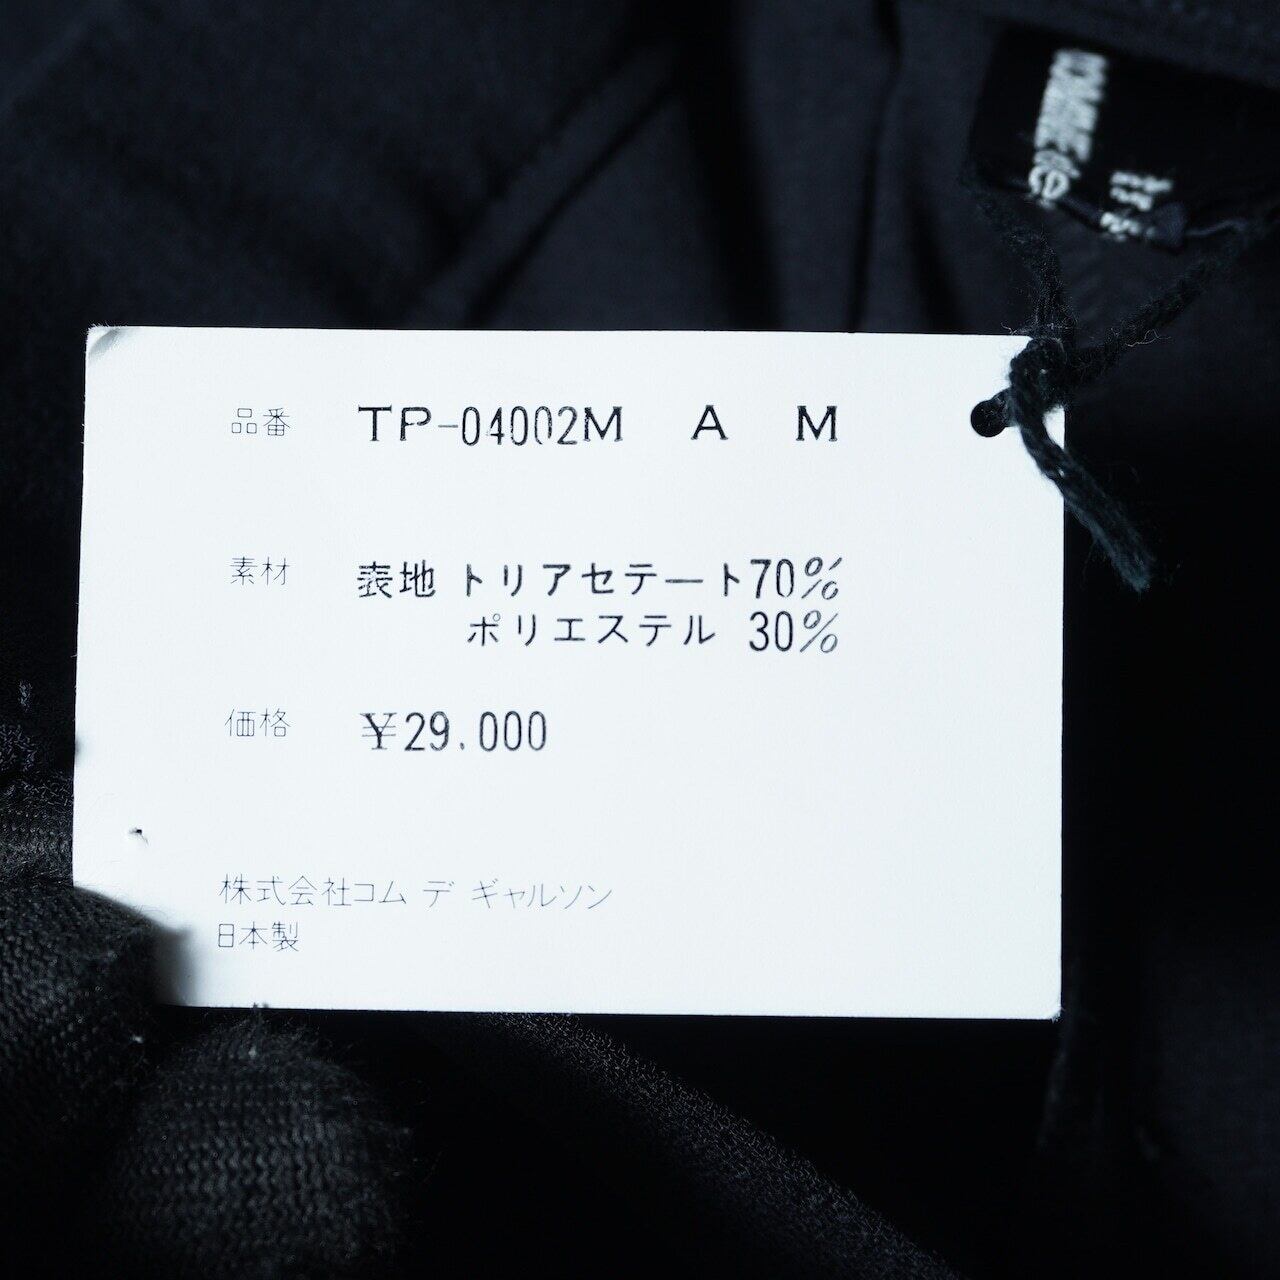 品番 TP-04002M A M
素材 表地 トリアセテート70%
ポリエステル 30%
価格 ¥29.000
株式会社コム デ ギャルソン
日本製